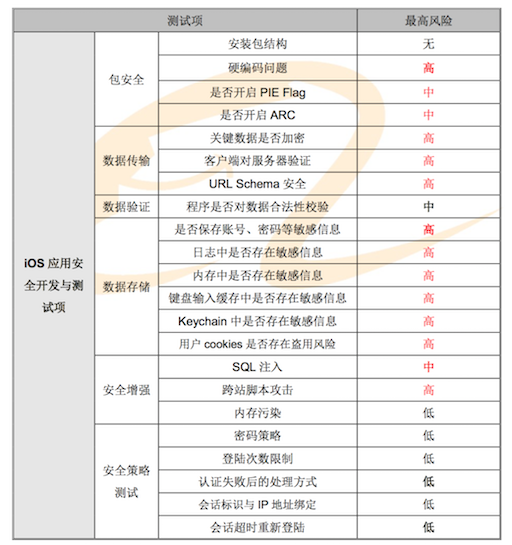 测试项 最高风险
iOS 应用安全开发与测试项
包安全
安装包结构 无
硬编码问题 高
是否开启 PIE Flag 中
是否开启 ARC 中
数据传输
关键数据是否加密 高
客户端对服务器验证 高
URL Schema 安全 高
数据验证
程序是否对数据合法性校验 中
数据存储
是否保存账号、密码等敏感信息 高
日志中是否存在敏感信息 高
内存中是否存在敏感信息 高
键盘输入缓存中是否存在敏感信息 高
Keychain 中是否存在敏感信息 高
用户 cookies 是否存在盗用风险 高
安全增强
SQL 注入 中
跨站脚本攻击 高
内存污染 低
安全策略测试
密码策略 低
登陆次数限制 低
认证失败后的处理方式 低
会话标识与 IP 地址绑定 低
会话超时重新登陆 低